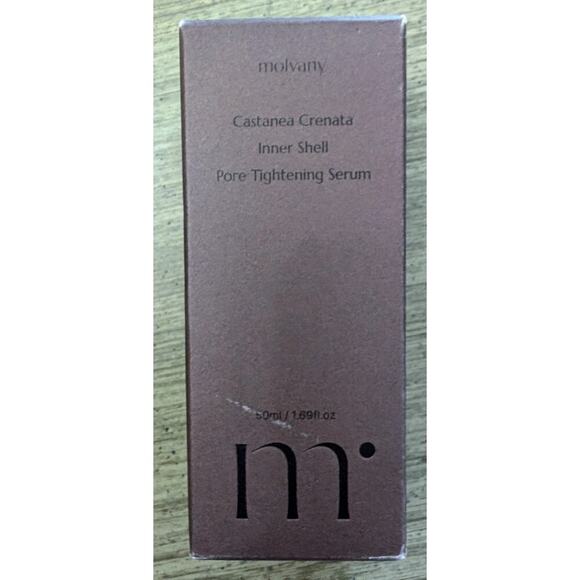 molvany
Castanea Crenata
Inner Shell
Pore Tightening Serum
50ml / 1.69fl.oz
m·